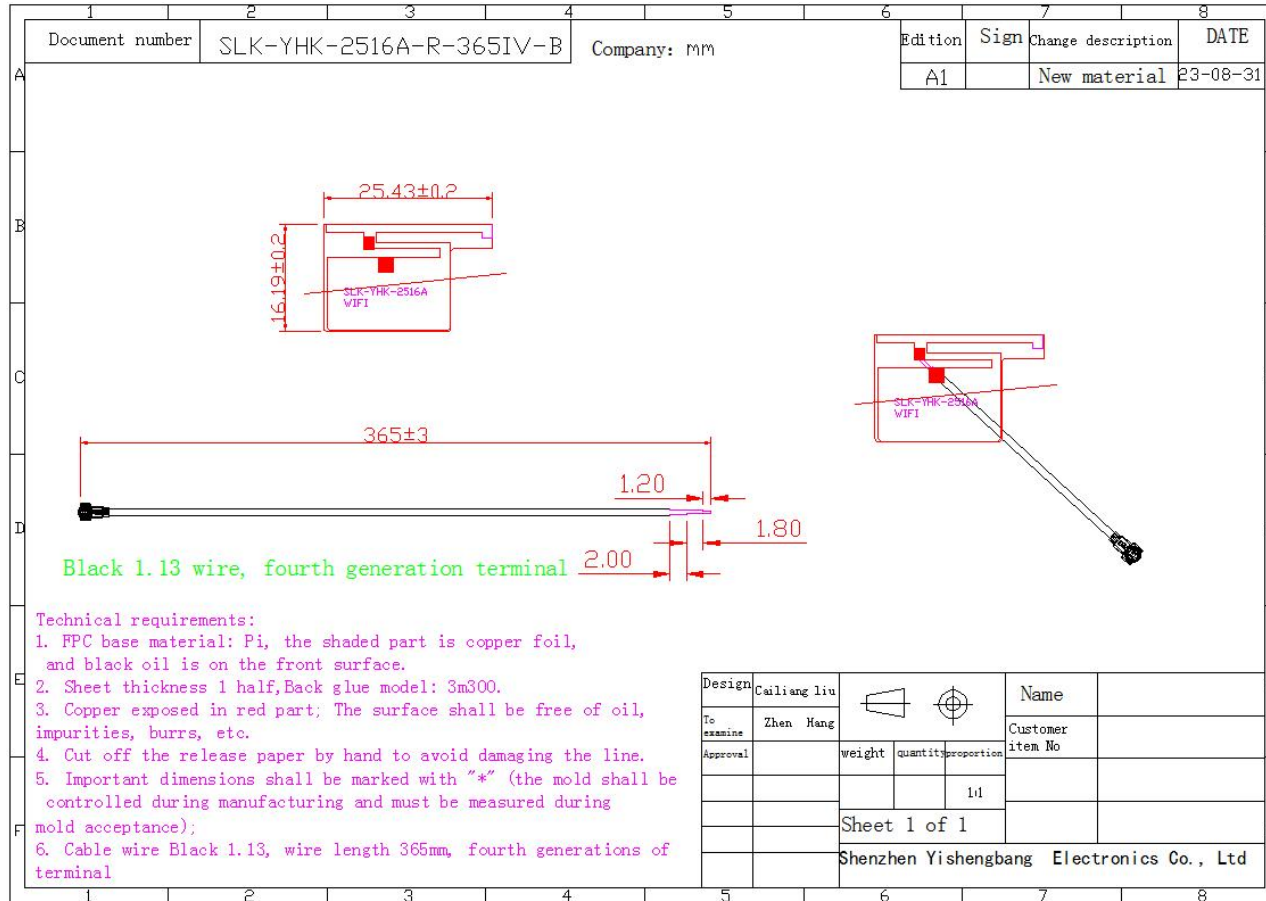 1 2 3 4 5 6 7 8
Document number SLK-YHK-2516A-R-365IV-B Company: mm
Edition Sign Change description DATE
A1 New material 23-08-31
A
B
C
D
E
F
25.43±0.2
16.19±0.2
SLK-YHK-2516A
WIFI
SLK-YHK-2516A
WIFI
365±3
1.20
1.80
2.00
Black 1.13 wire, fourth generation terminal
Technical requirements:
1. FPC base material: Pi, the shaded part is copper foil,
and black oil is on the front surface.
2. Sheet thickness 1 half,Back glue model: 3m300.
3. Copper exposed in red part; The surface shall be free of oil,
impurities, burrs, etc.
4. Cut off the release paper by hand to avoid damaging the line.
5. Important dimensions shall be marked with "*" (the mold shall be
controlled during manufacturing and must be measured during
mold acceptance);
6. Cable wire Black 1.13, wire length 365mm, fourth generations of
terminal
Design Cailiang liu
To examine Zhen Hang
Approval
weight quantity proportion
1:1
Sheet 1 of 1
Name
Customer
item No
Shenzhen Yishengbang Electronics Co., Ltd
1 2 3 4 5 6 7 8